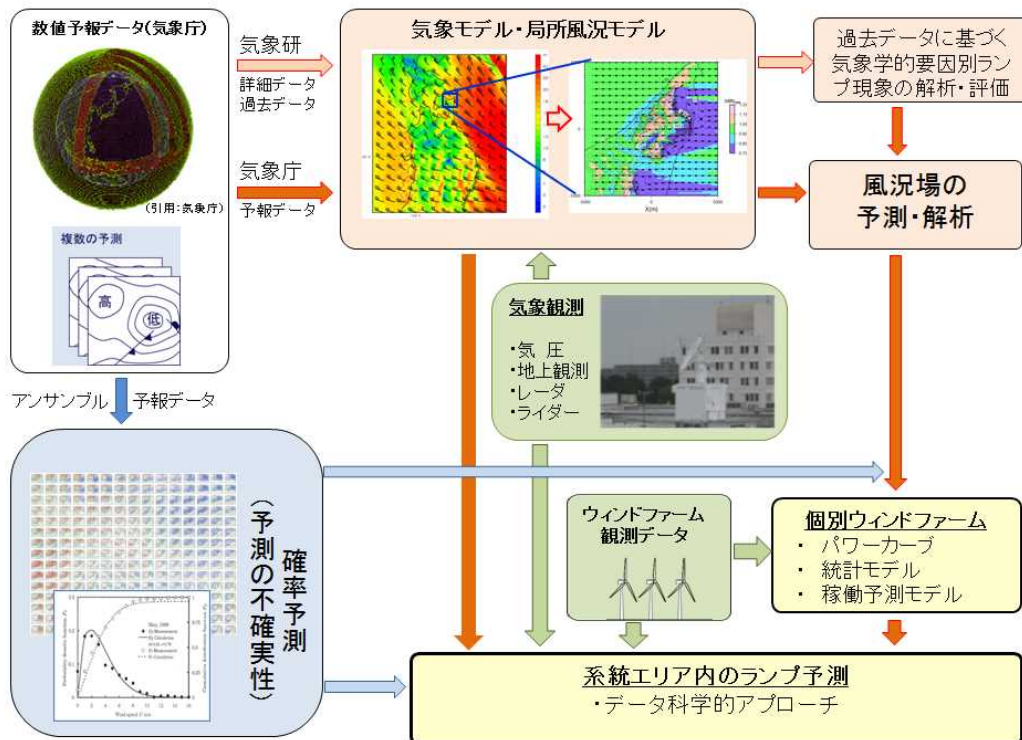 数値予報データ(気象庁)
(引用:気象庁)
複数の予測
高
低
気象研
詳細データ
過去データ
気象庁
予報データ
気象モデル・局所風況モデル
X(m)
過去データに基づく
気象学的要因別ラン
プ現象の解析・評価
風況場の
予測・解析
気象観測
・気 圧
・地上観測
・レーダ
・ライダー
アンサンブル 予報データ
確率予測
(予測の不確実性)
ウィンドファーム
観測データ
個別ウィンドファーム
・ パワーカーブ
・ 統計モデル
・ 稼働予測モデル
系統エリア内のランプ予測
・データ科学的アプローチ